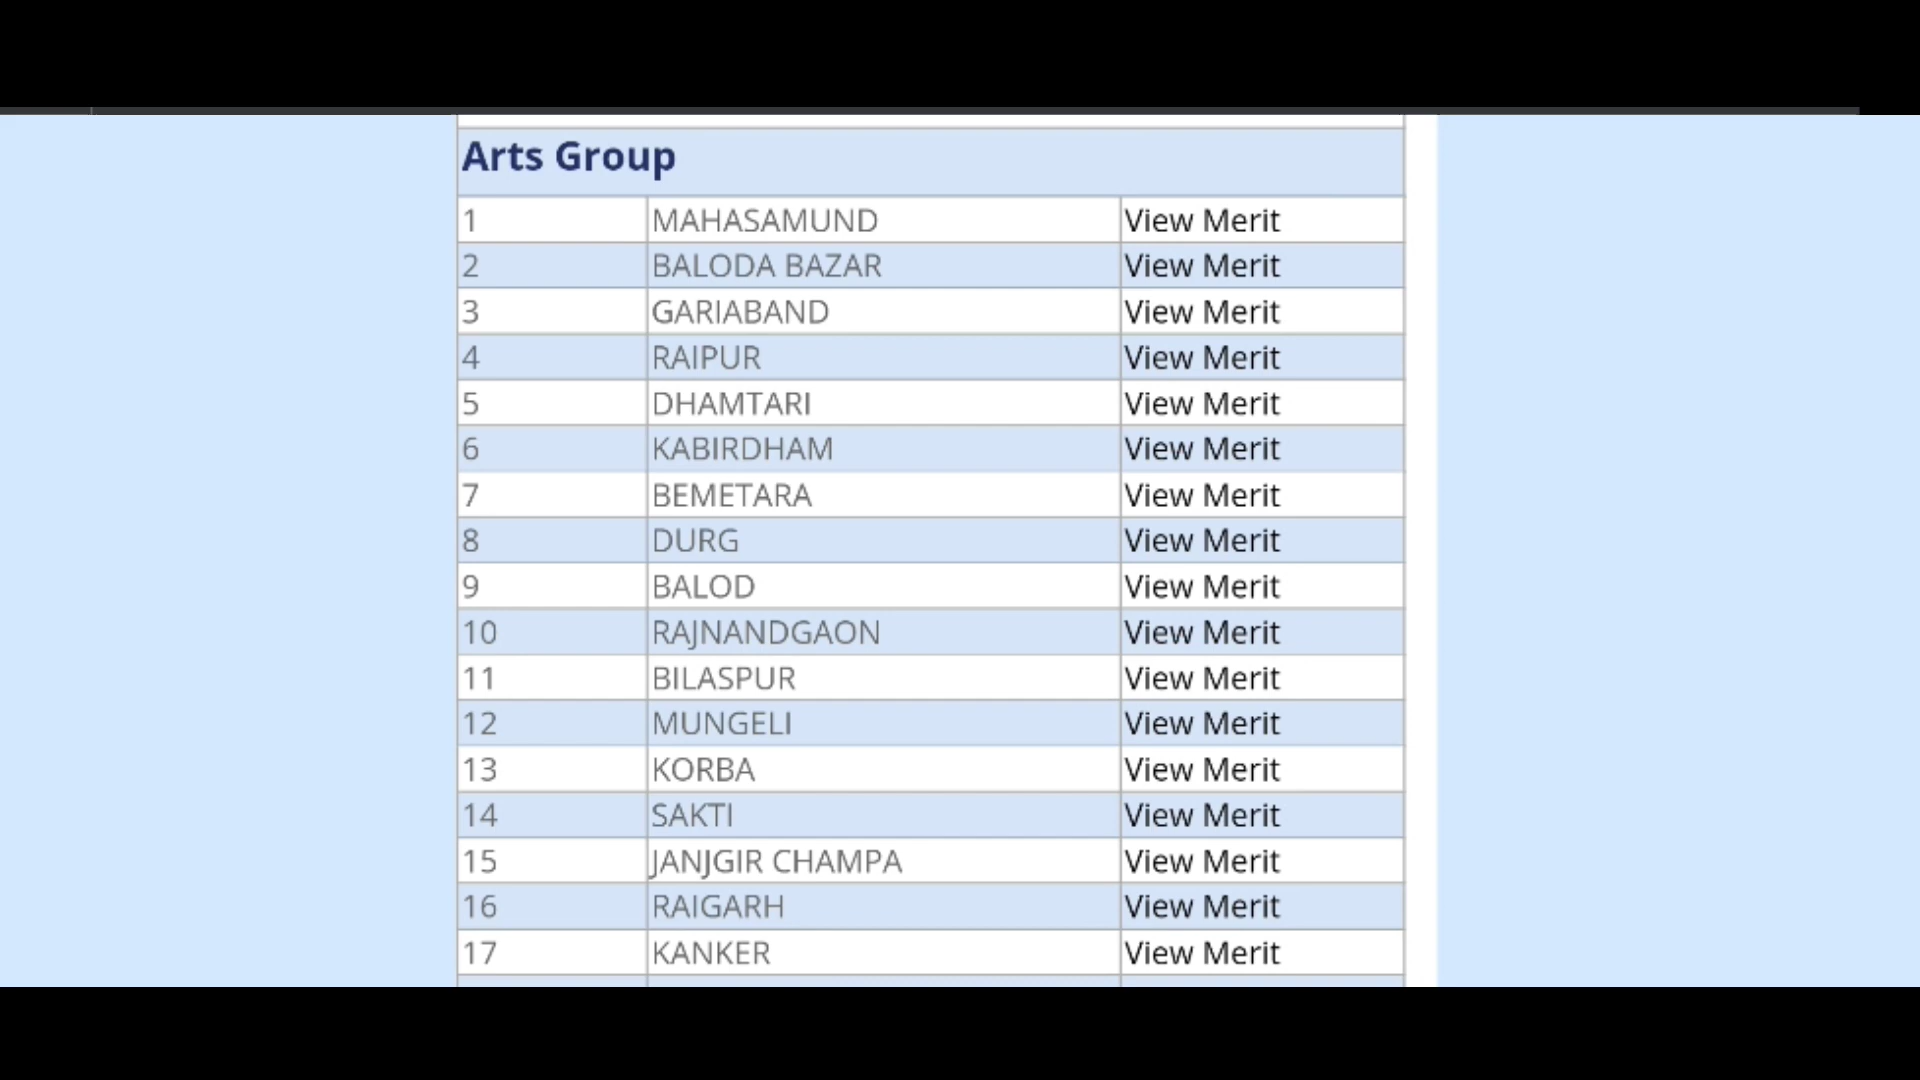 Arts Group
1 MAHASAMUND View Merit
2 BALODA BAZAR View Merit
3 GARIABAND View Merit
4 RAIPUR View Merit
5 DHAMTARI View Merit
6 KABIRDHAM View Merit
7 BEMETARA View Merit
8 DURG View Merit
9 BALOD View Merit
10 RAJNANDGAON View Merit
11 BILASPUR View Merit
12 MUNGELI View Merit
13 KORBA View Merit
14 SAKTI View Merit
15 JANJGIR CHAMPA View Merit
16 RAIGARH View Merit
17 KANKER View Merit